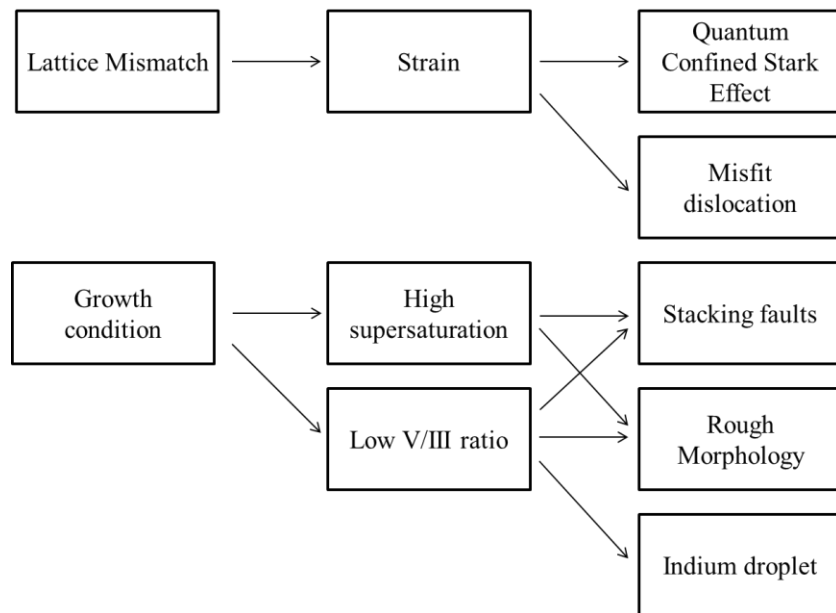 Lattice Mismatch
Strain
Quantum
Confined Stark
Effect
Misfit
dislocation
Growth
condition
High
supersaturation
Stacking faults
Low V/III ratio
Rough
Morphology
Indium droplet